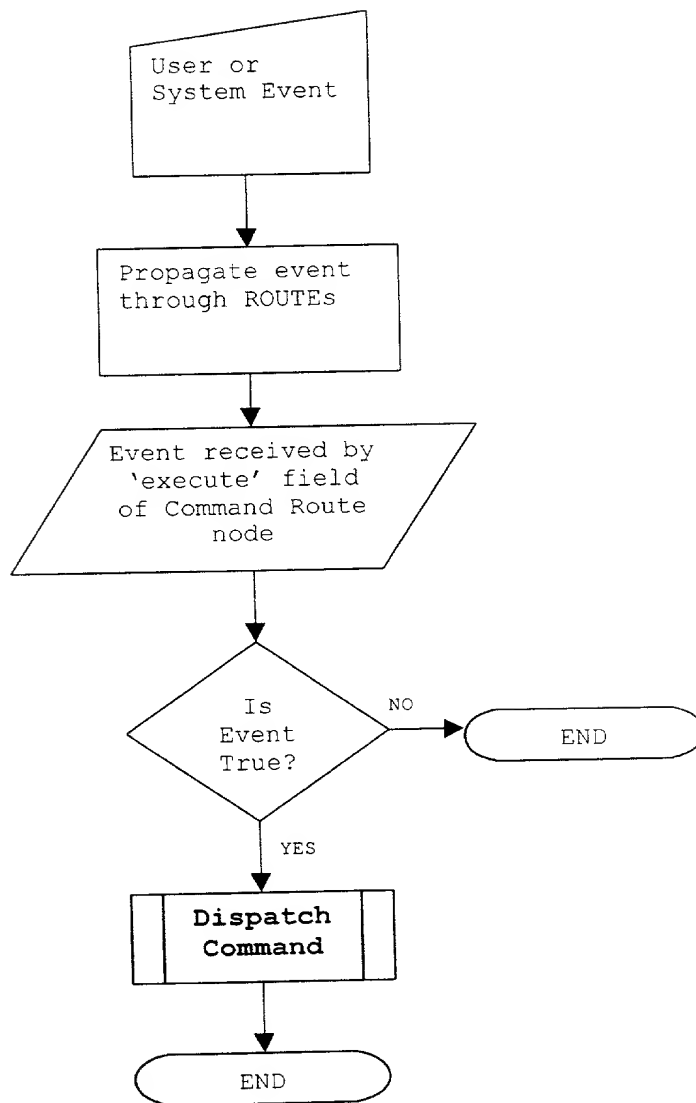 User or
System Event
Propagate event
through ROUTEs
Event received by
‘execute’ field
of Command Route
node
Is
Event
True?
NO
END
YES
Dispatch
Command
END